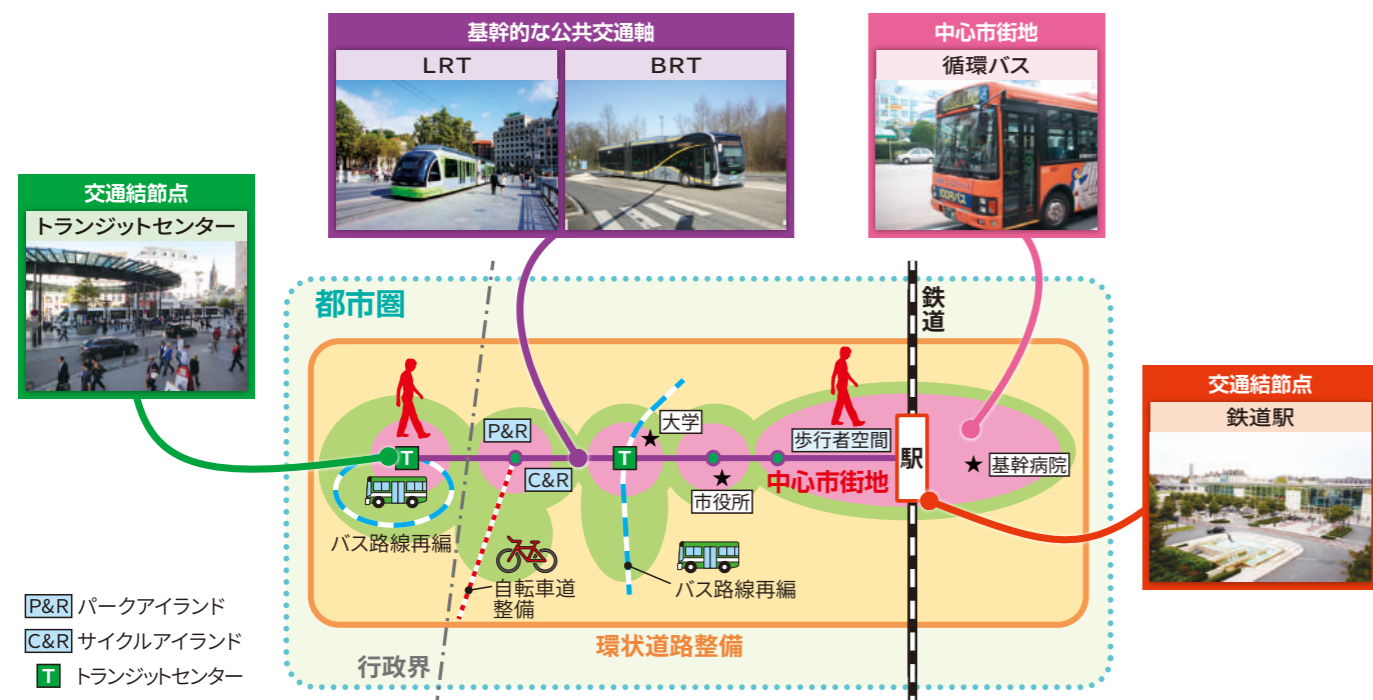 基幹的な公共交通軸
LRT
BRT
中心市街地
循環バス
交通結節点
トランジットセンター
都市圏
鉄道
交通結節点
鉄道駅
P&R
大学
歩行者空間
T
T
駅
C&R
中心市街地
基幹病院
市役所
バス路線再編
自転車道
整備
バス路線再編
環状道路整備
行政界
P&R パークアイランド
C&R サイクルアイランド
T トランジットセンター
100円バス